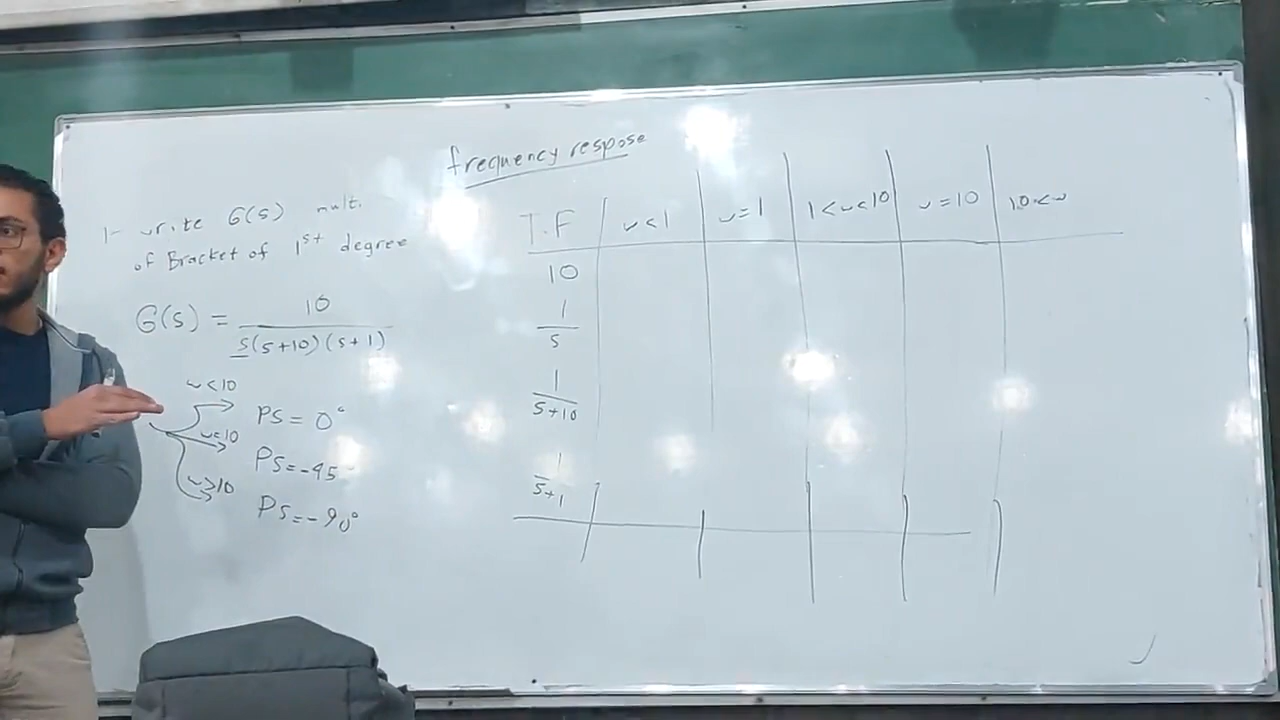 frequency respose
1- write G(s) mult.
of Bracket of 1st degree
G(s) = 10 / s(s+10)(s+1)
w<10 PS = 0°
w=10 PS=-45
w>10 PS=-90°
T.F w<1 w=1 1<w<10 w=10 10<w
10
1/s
1/s+10
1/s+1